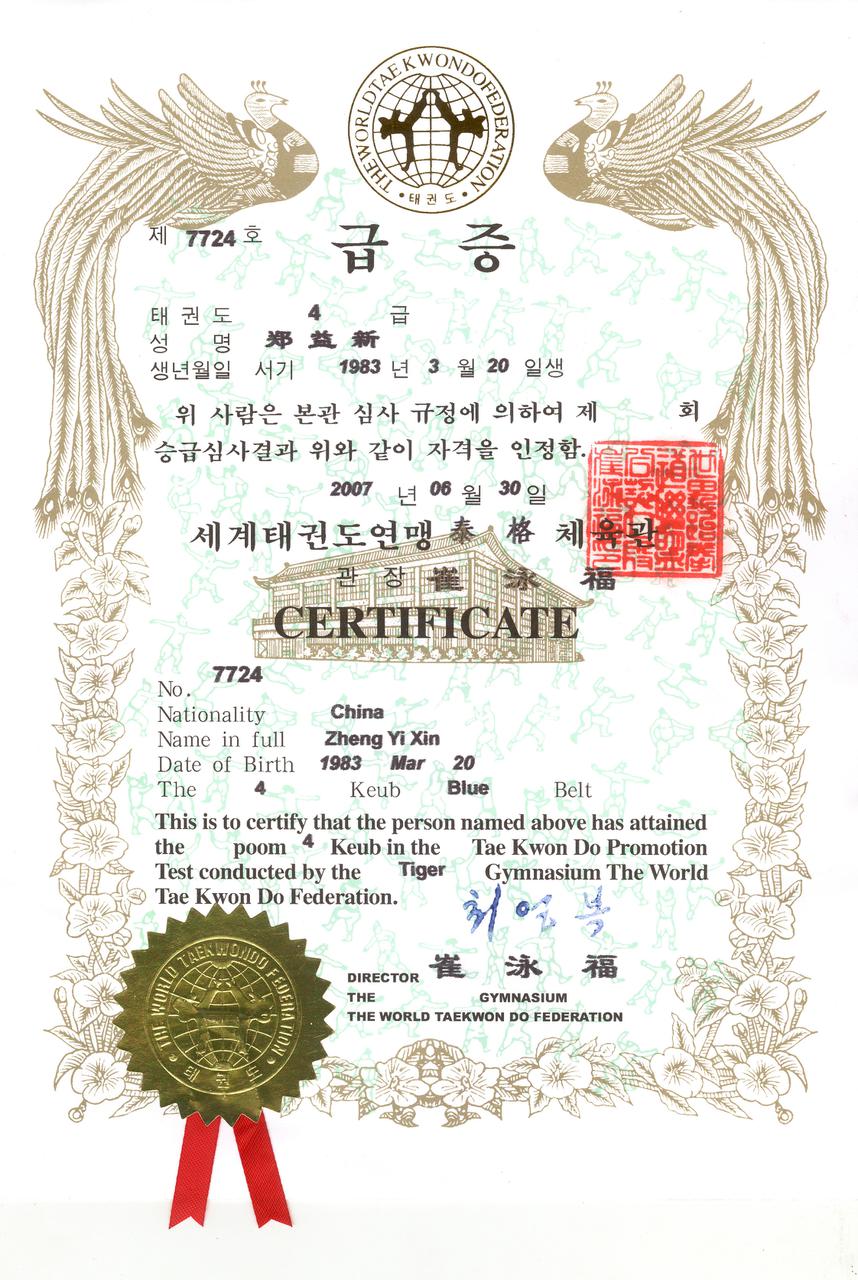 THE WORLD TAEKWONDO FEDERATION
• 태권도 •
제 7724 호
급 증
태 권 도 4 급
성 명 郑 益 新
생년월일 서기 1983 년 3 월 20 일생
위 사람은 본관 심사 규정에 의하여 제 회
승급심사결과 위와 같이 자격을 인정함.
2007 년 06 월 30 일
세계태권도연맹 泰 格 체육관
관 장 崔 泳 福
CERTIFICATE
No. 7724
Nationality China
Name in full Zheng Yi Xin
Date of Birth 1983 Mar 20
The 4 Keub Blue Belt
This is to certify that the person named above has attained
the poom 4 Keub in the Tae Kwon Do Promotion
Test conducted by the Tiger Gymnasium The World
Tae Kwon Do Federation.
최영복
DIRECTOR 崔 泳 福
THE GYMNASIUM
THE WORLD TAEKWON DO FEDERATION
THE WORLD TAEKWONDO FEDERATION
• 태 권 도 •